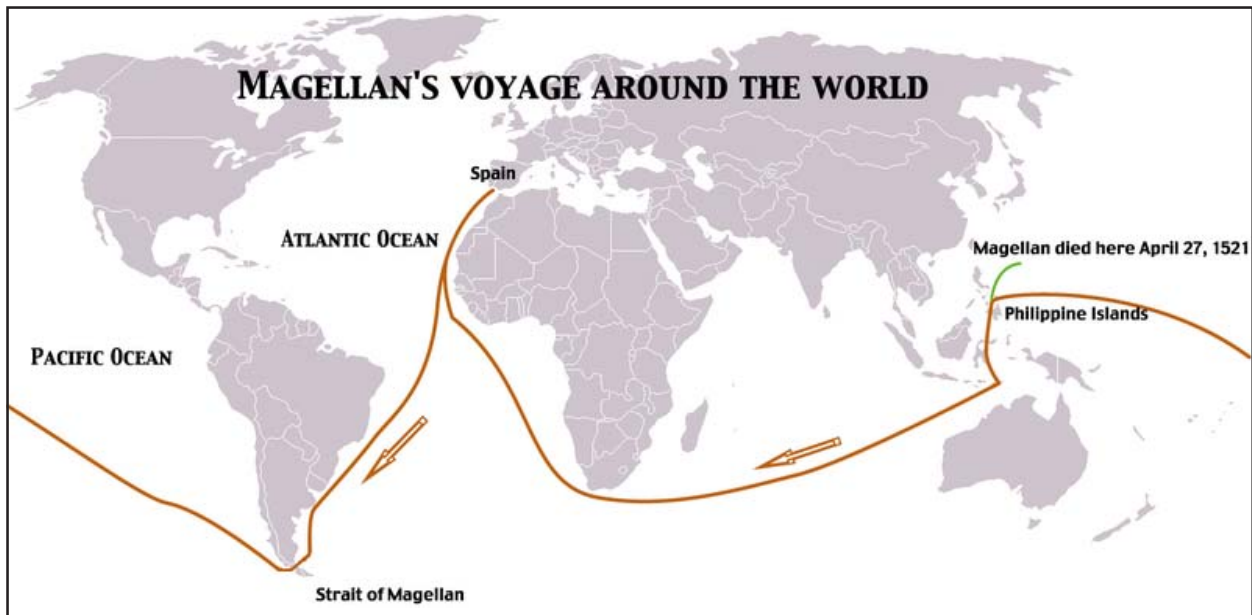 Magellan's voyage around the world
Spain
Atlantic Ocean
Magellan died here April 27, 1521
Philippine Islands
Pacific Ocean
Strait of Magellan